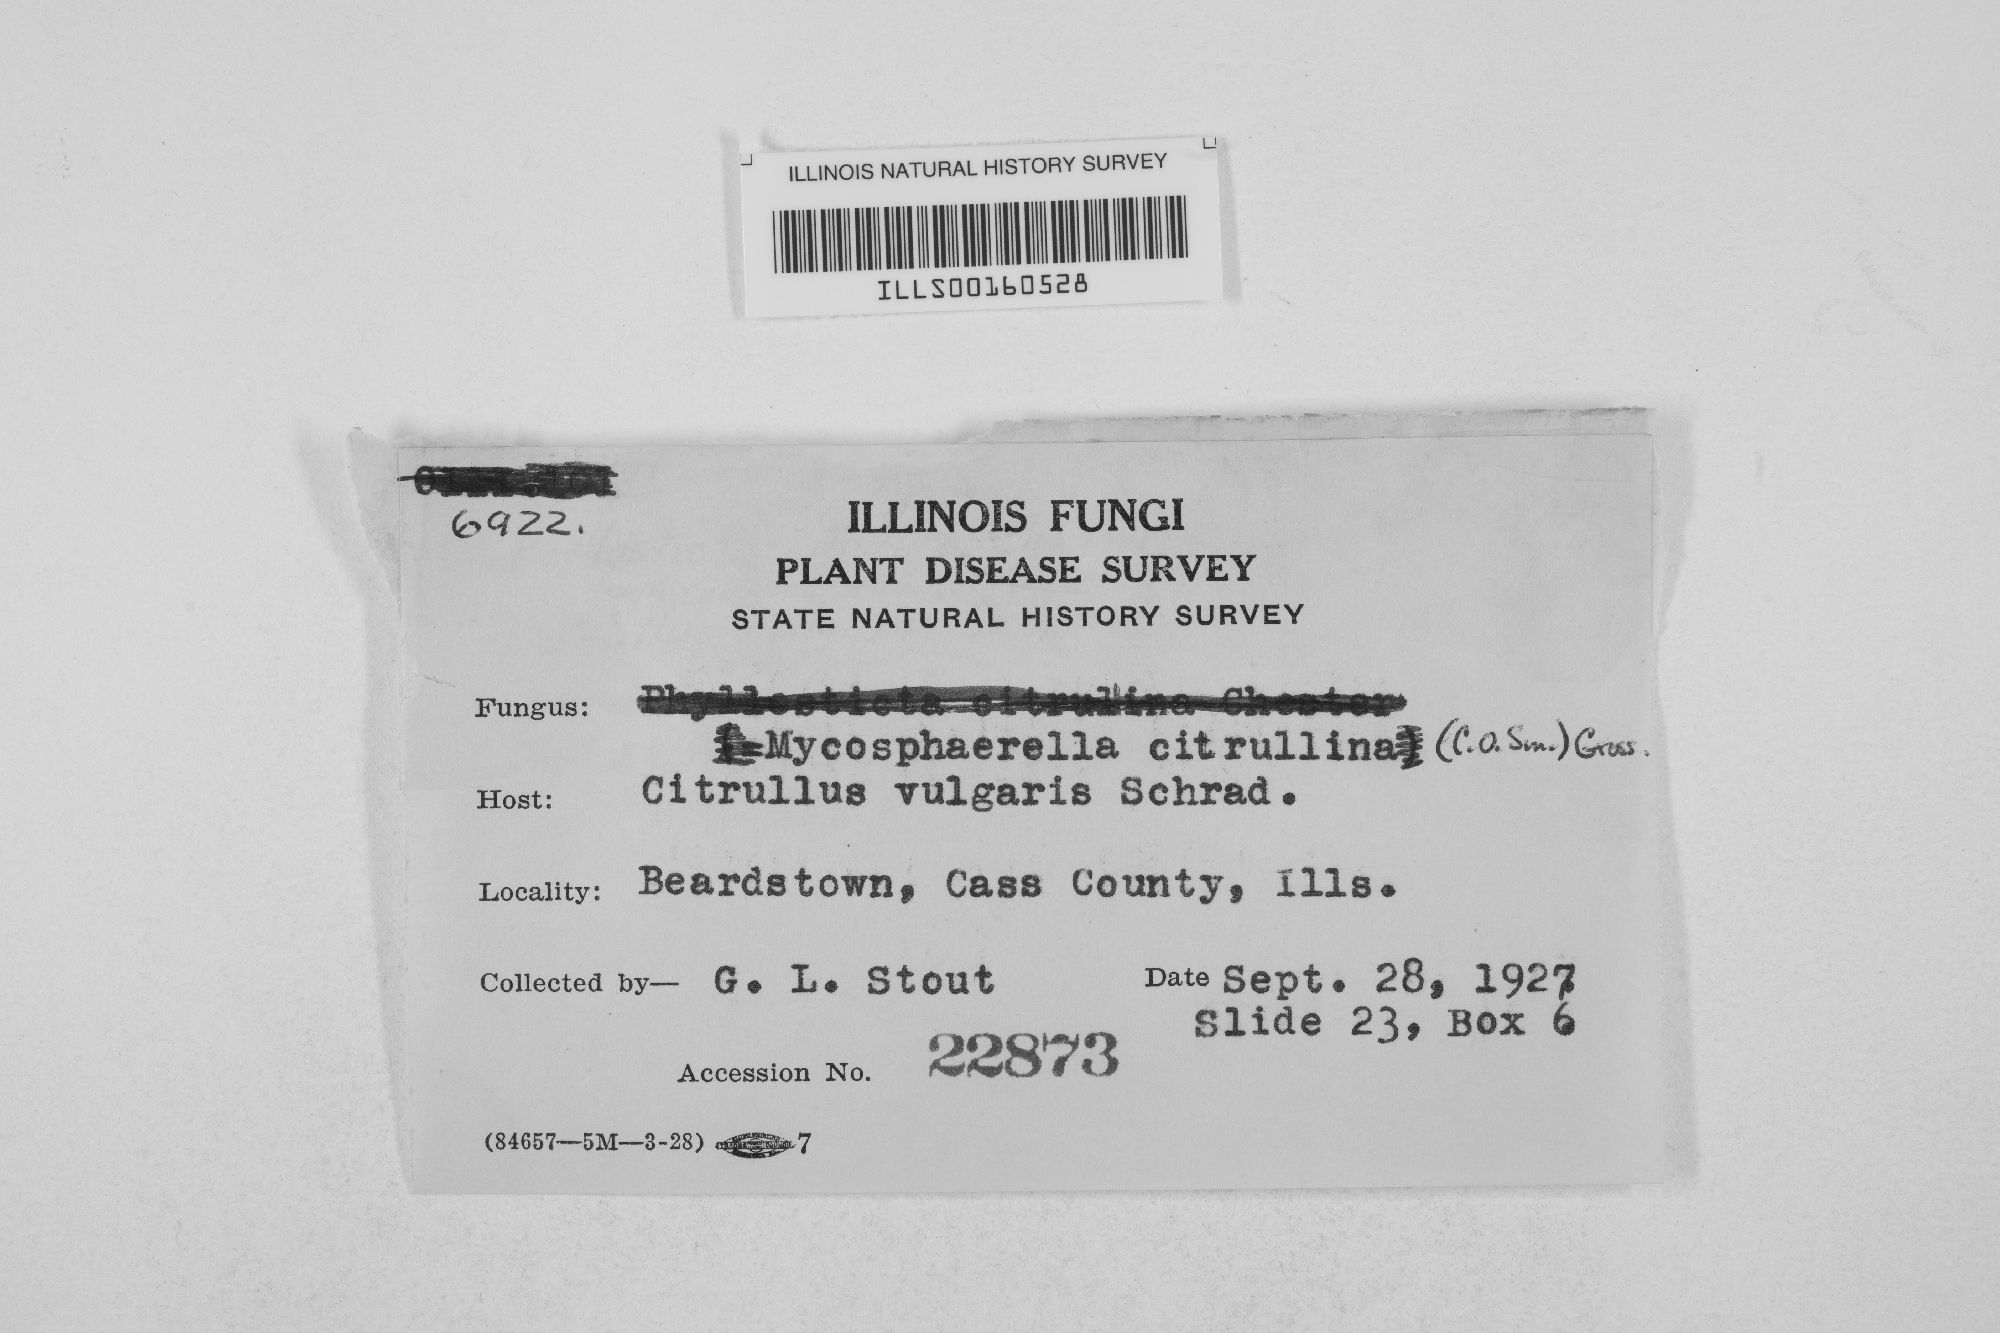 ILLINOIS NATURAL HISTORY SURVEY
ILLS00160528
6922.
ILLINOIS FUNGI
PLANT DISEASE SURVEY
STATE NATURAL HISTORY SURVEY
Fungus: Phyllosticta citrulina Chester
Mycosphaerella citrullina (C.O. Sm.) Gross.
Host: Citrullus vulgaris Schrad.
Locality: Beardstown, Cass County, Ills.
Collected by— G. L. Stout Date Sept. 28, 1927
Slide 23, Box 6
Accession No. 22873
(84657—5M—3-28) 7